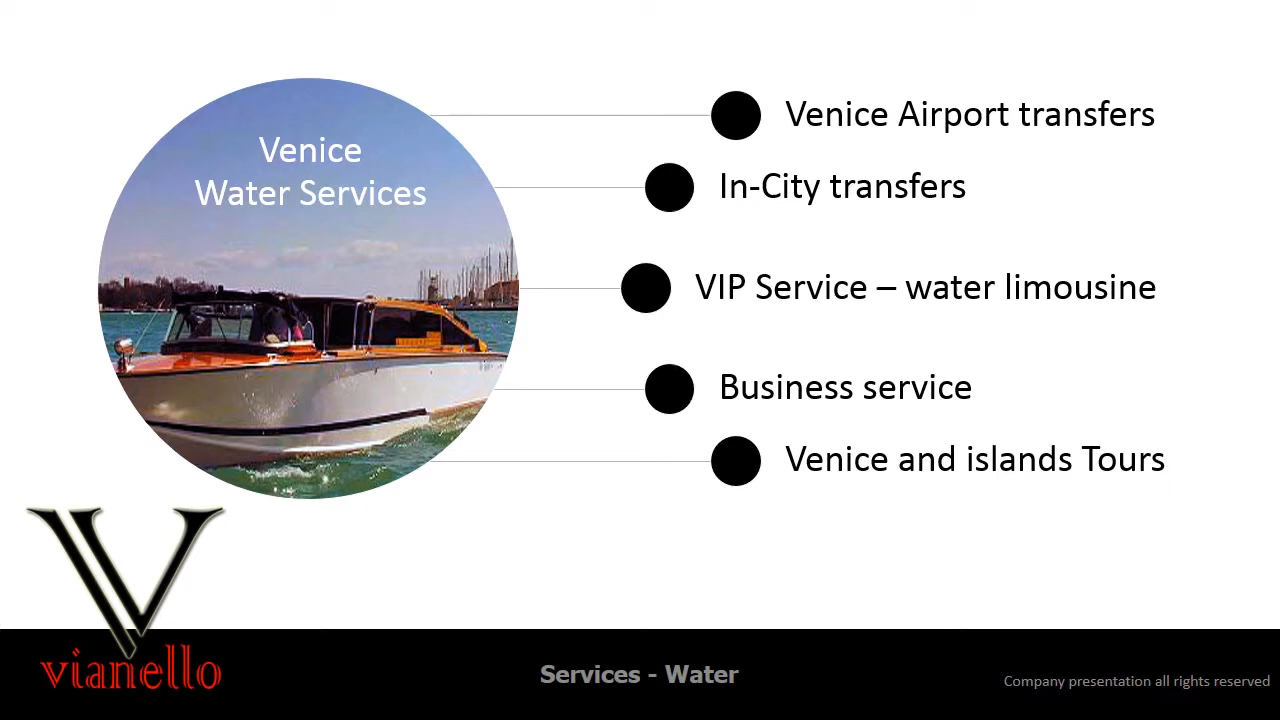 Venice
Water Services
Venice Airport transfers
In-City transfers
VIP Service – water limousine
Business service
Venice and islands Tours
V
vianello
Services - Water
Company presentation all rights reserved